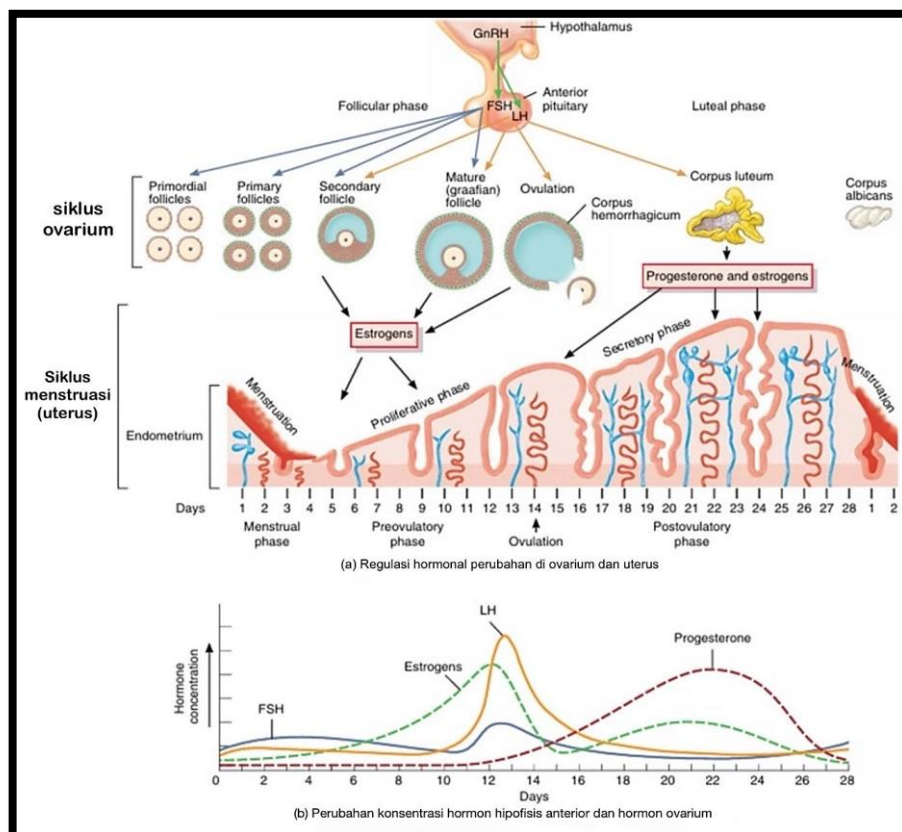 GnRH
Hypothalamus
Follicular phase
FSH
LH
Anterior
pituitary
Luteal phase
siklus
ovarium
Primordial
follicles
Primary
follicles
Secondary
follicle
Mature
(graafian)
follicle
Ovulation
Corpus
hemorrhagicum
Corpus luteum
Corpus
albicans
Progesterone and estrogens
Estrogens
Siklus
menstruasi
(uterus)
Endometrium
Menstruation
Proliferative phase
Secretory phase
Menstruation
Days 1 2 3 4 5 6 7 8 9 10 11 12 13 14 15 16 17 18 19 20 21 22 23 24 25 26 27 28 1 2
Menstrual
phase
Preovulatory
phase
Ovulation
Postovulatory
phase
(a) Regulasi hormonal perubahan di ovarium dan uterus
Hormone
concentration
FSH
Estrogens
LH
Progesterone
0 2 4 6 8 10 12 14 16 18 20 22 24 26 28
Days
(b) Perubahan konsentrasi hormon hipofisis anterior dan hormon ovarium